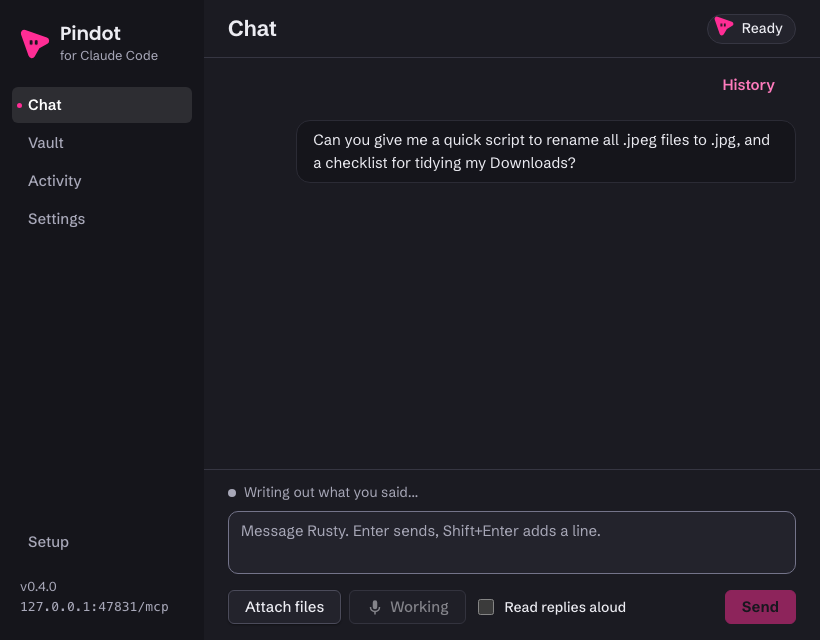 Pindot
for Claude Code
Chat
Vault
Activity
Settings
Setup
v0.4.0
127.0.0.1:47831/mcp
Chat
Ready
History
Can you give me a quick script to rename all .jpeg files to .jpg, and
a checklist for tidying my Downloads?
Writing out what you said…
Message Rusty. Enter sends, Shift+Enter adds a line.
Attach files
Working
Read replies aloud
Send